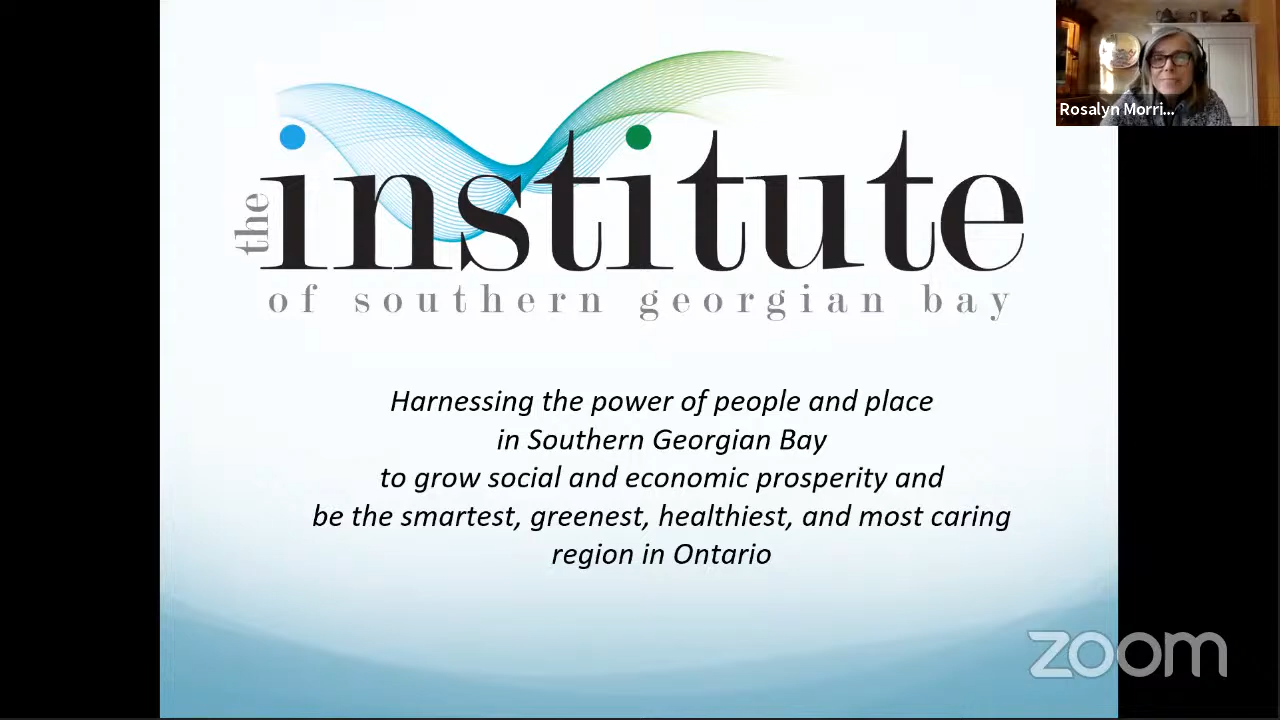 Rosalyn Morri...
the
institute
of southern georgian bay
Harnessing the power of people and place
in Southern Georgian Bay
to grow social and economic prosperity and
be the smartest, greenest, healthiest, and most caring
region in Ontario
zoom